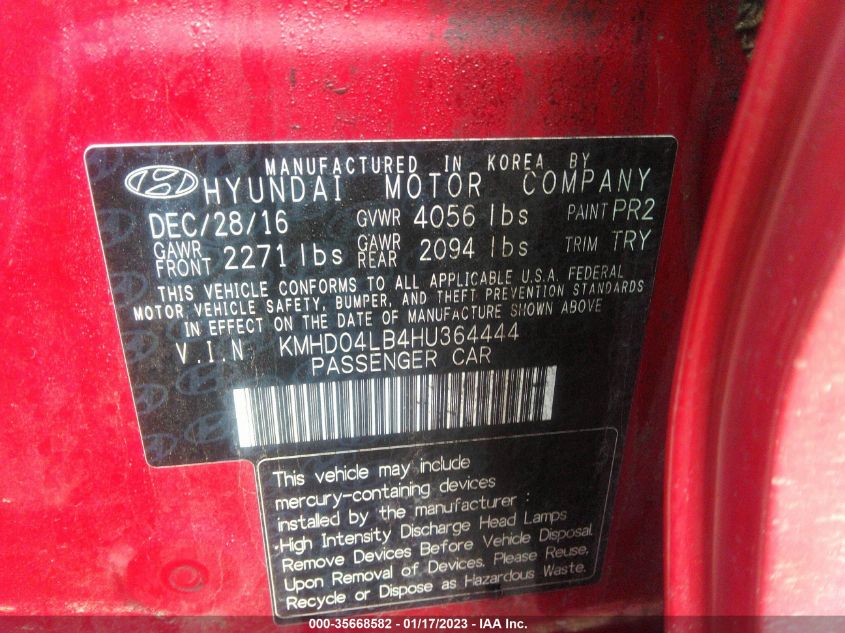 MANUFACTURED IN KOREA BY
HYUNDAI MOTOR COMPANY
DEC/28/16 GVWR 4056 lbs PAINT PR2
GAWR FRONT 2271 lbs GAWR REAR 2094 lbs TRIM TRY
THIS VEHICLE CONFORMS TO ALL APPLICABLE U.S.A. FEDERAL
MOTOR VEHICLE SAFETY, BUMPER, AND THEFT PREVENTION STANDARDS
IN EFFECT ON THE DATE OF MANUFACTURE SHOWN ABOVE
V.I.N KMHD04LB4HU364444
PASSENGER CAR
This vehicle may include
mercury-containing devices
installed by the manufacturer :
-High Intensity Discharge Head Lamps
Remove Devices Before Vehicle Disposal.
Upon Removal of Devices. Please Reuse,
Recycle or Dispose as Hazardous Waste.
000-35668582 — 01/17/2023 — IAA Inc.